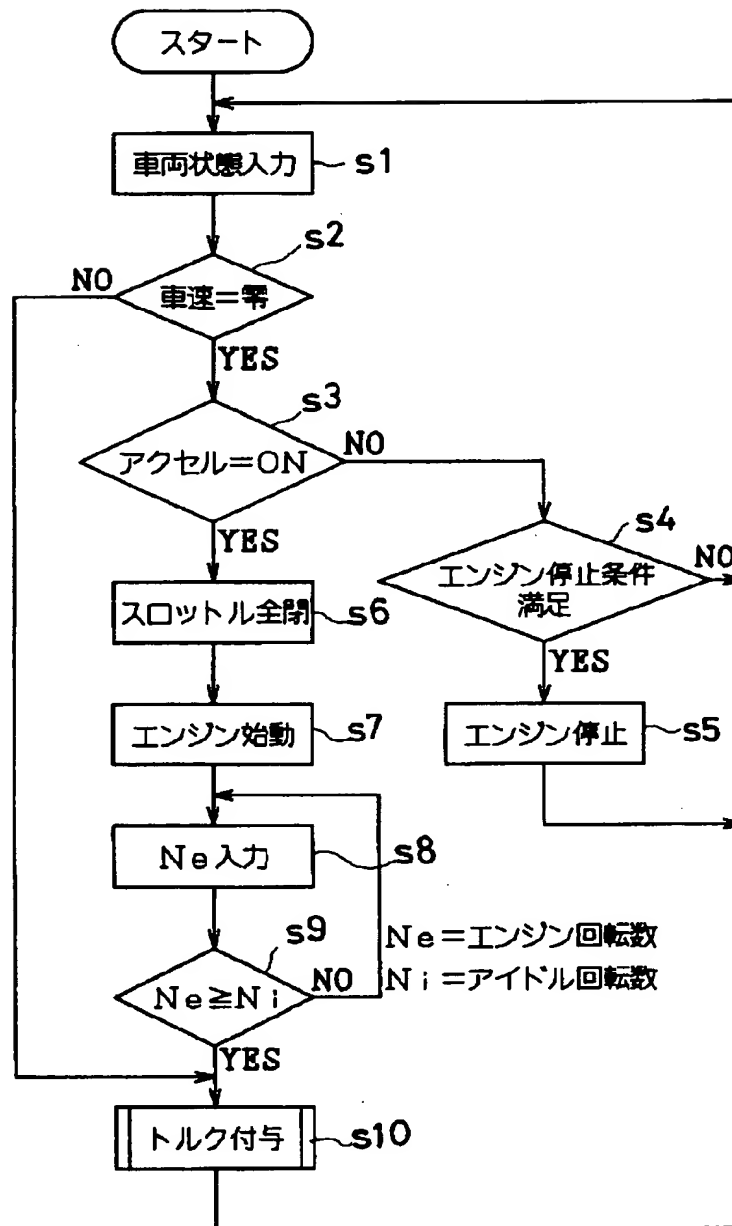 スタート
車両状態入力
s1
s2
NO
車速＝零
YES
s3
アクセル＝ON
NO
YES
s4
エンジン停止条件
満足
NO
YES
スロットル全閉
s6
エンジン始動
s7
エンジン停止
s5
Ne入力
s8
s9
Ne≧Ni
NO
YES
Ne＝エンジン回転数
Ni＝アイドル回転数
トルク付与
s10